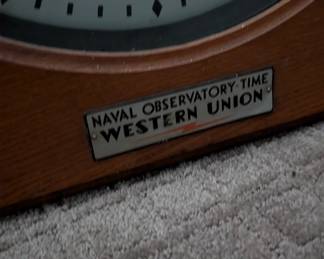 NAVAL OBSERVATORY TIME
WESTERN UNION